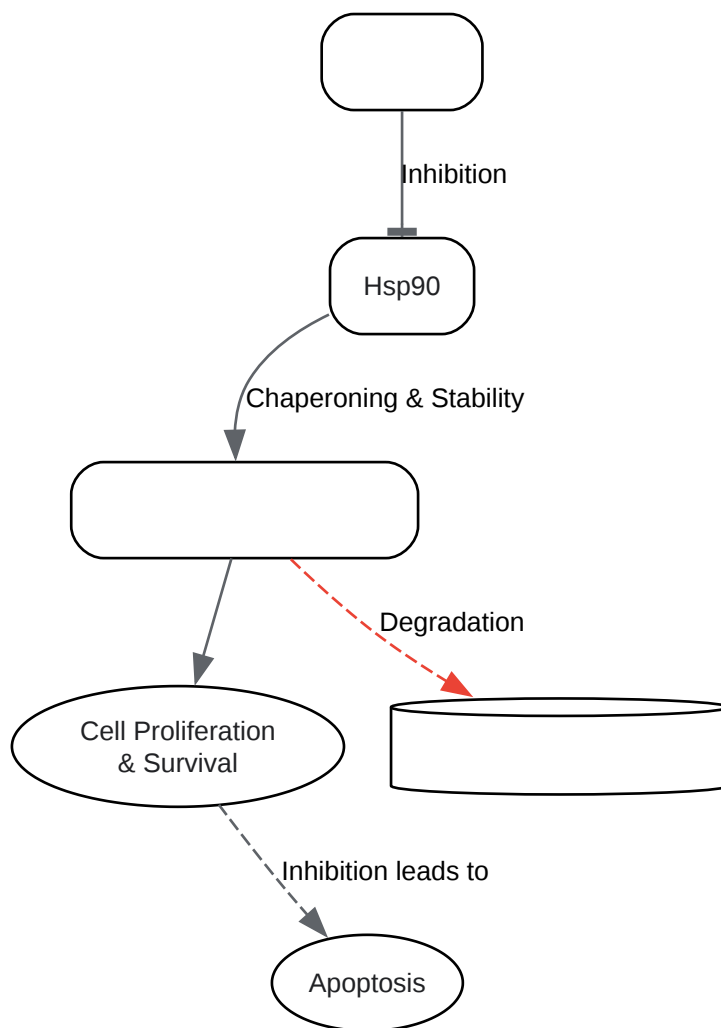 Inhibition
Hsp90
Chaperoning & Stability
Degradation
Cell Proliferation
& Survival
Inhibition leads to
Apoptosis